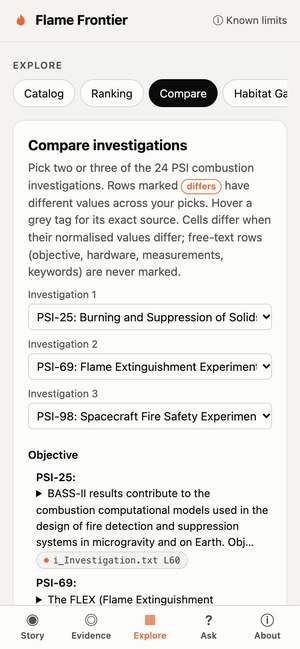 Flame Frontier
ⓘ Known limits
EXPLORE
Catalog
Ranking
Compare
Habitat Ga
Compare investigations
Pick two or three of the 24 PSI combustion
investigations. Rows marked differs have
different values across your picks. Hover a
grey tag for its exact source. Cells differ when
their normalised values differ; free-text rows
(objective, hardware, measurements,
keywords) are never marked.
Investigation 1
PSI-25: Burning and Suppression of Solids
Investigation 2
PSI-69: Flame Extinguishment Experiment
Investigation 3
PSI-98: Spacecraft Fire Safety Experimen
Objective
PSI-25:
▶ BASS-II results contribute to the
combustion computational models used in the
design of fire detection and suppression
systems in microgravity and on Earth. Obj…
i_Investigation.txt L60
PSI-69:
▶ The FLEX (Flame Extinguishment
Story
Evidence
Explore
? Ask
About